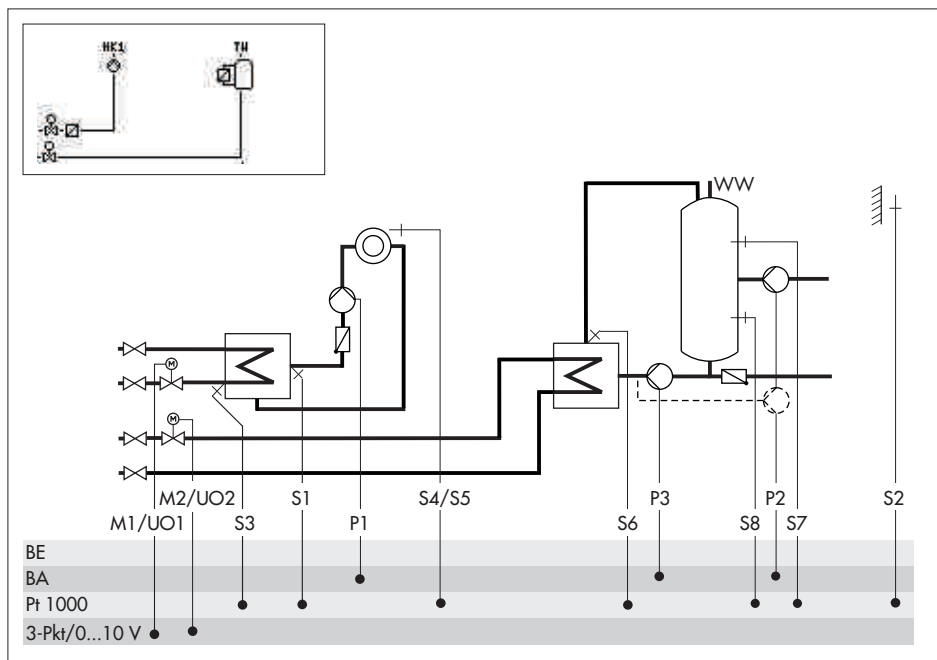 HK1 TW
WW
M
M
M2/UO2 S1 S4/S5 P3 P2
M1/UO1 S3 P1 S6 S8 S7 S2
BE
BA
Pt 1000
3-Pkt/0...10 V